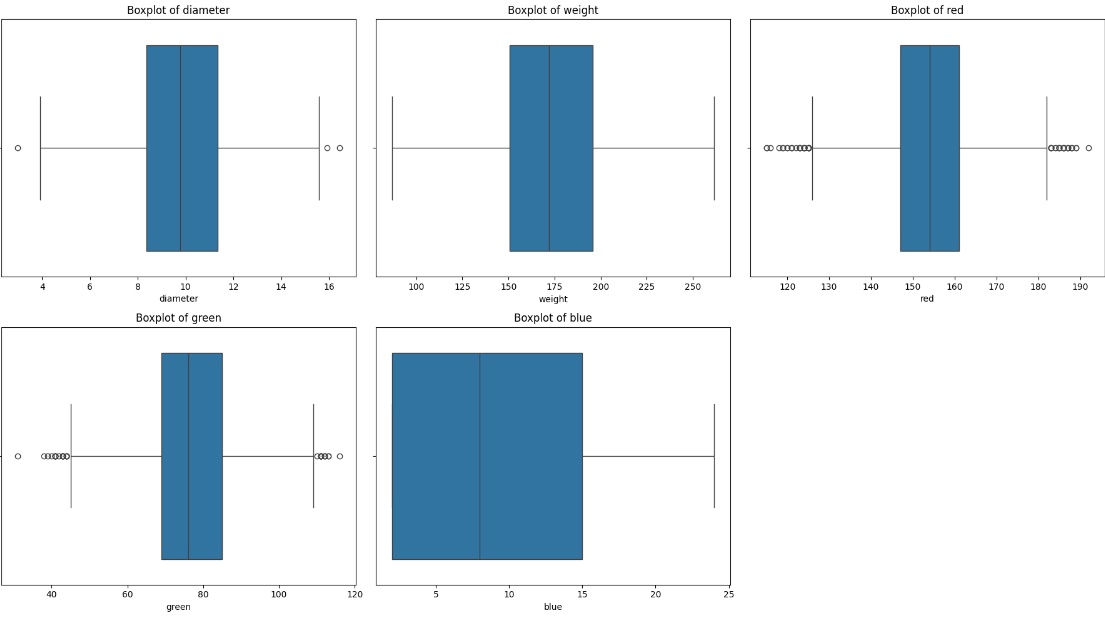 Boxplot of diameter
4 6 8 10 12 14 16
diameter
Boxplot of weight
100 125 150 175 200 225 250
weight
Boxplot of red
120 130 140 150 160 170 180 190
red
Boxplot of green
40 60 80 100 120
green
Boxplot of blue
5 10 15 20 25
blue